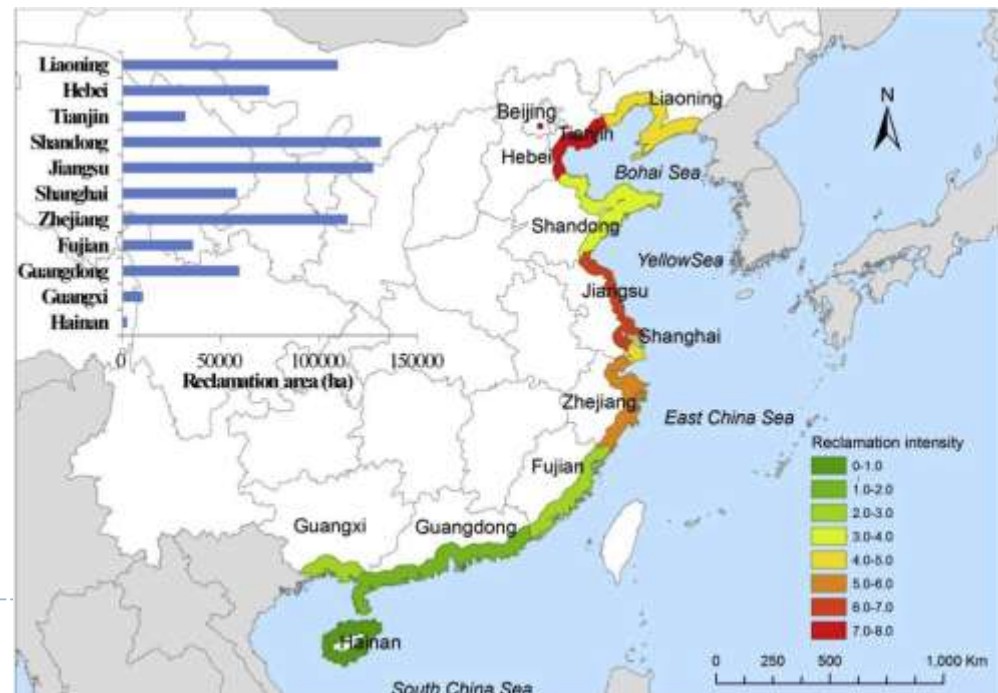 Liaoning
Hebei
Tianjin
Shandong
Jiangsu
Shanghai
Zhejiang
Fujian
Guangdong
Guangxi
Hainan
0 50000 100000 150000
Reclamation area (ha)
Beijing
Tianjin
Hebei
Liaoning
Bohai Sea
N
Shandong
YellowSea
Jiangsu
Shanghai
Zhejiang
East China Sea
Fujian
Guangxi
Guangdong
Hainan
South China Sea
Reclamation intensity
0-1.0
1.0-2.0
2.0-3.0
3.0-4.0
4.0-5.0
5.0-6.0
6.0-7.0
7.0-8.0
0 250 500 1,000 Km